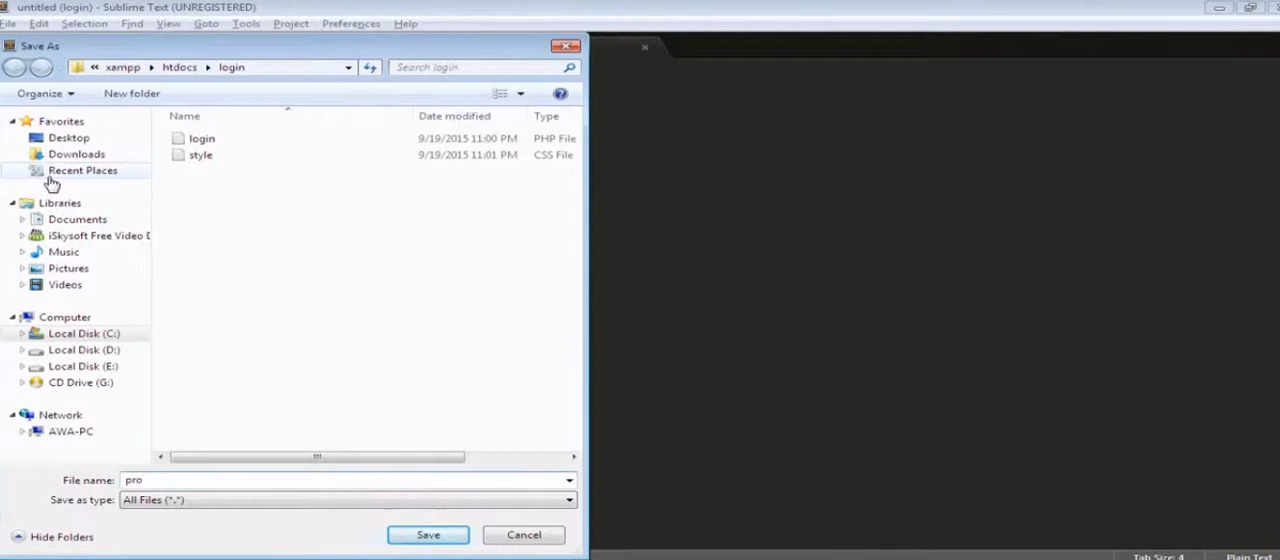 untitled (login) - Sublime Text (UNREGISTERED)
File Edit Selection Find View Goto Tools Project Preferences Help
Save As
« xampp htdocs login
Search login
Organize New folder
Favorites
Desktop
Downloads
Recent Places
Libraries
Documents
iSkysoft Free Video D
Music
Pictures
Videos
Computer
Local Disk (C:)
Local Disk (D:)
Local Disk (E:)
CD Drive (G:)
Network
AWA-PC
Name Date modified Type
login 9/19/2015 11:00 PM PHP File
style 9/19/2015 11:01 PM CSS File
File name: pro
Save as type: All Files (*.*)
Hide Folders Save Cancel
Tab Size: 4 Plain Text